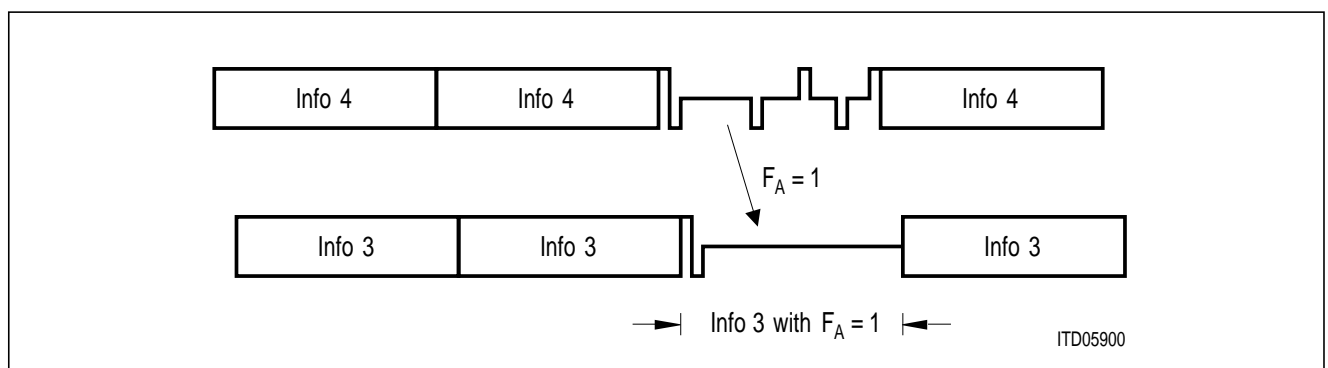 Info 4 Info 4 Info 4
F_A = 1
Info 3 Info 3 Info 3
Info 3 with F_A = 1
ITD05900